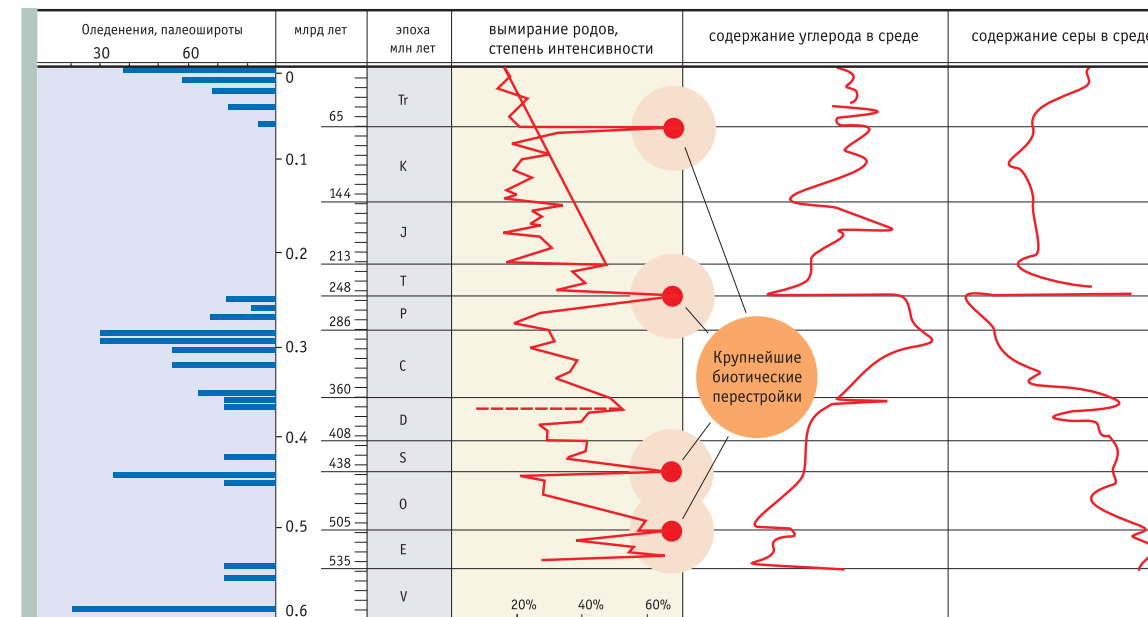 Оледенения, палеошироты
30 60
млрд лет
эпоха
млн лет
вымирание родов,
степень интенсивности
содержание углерода в среде
содержание серы в среде
0
Tr
65
0.1
K
144
J
0.2
213
T
248
P
286
0.3
C
360
D
0.4
408
S
438
O
505
0.5
E
535
V
0.6
20% 40% 60%
Крупнейшие
биотические
перестройки